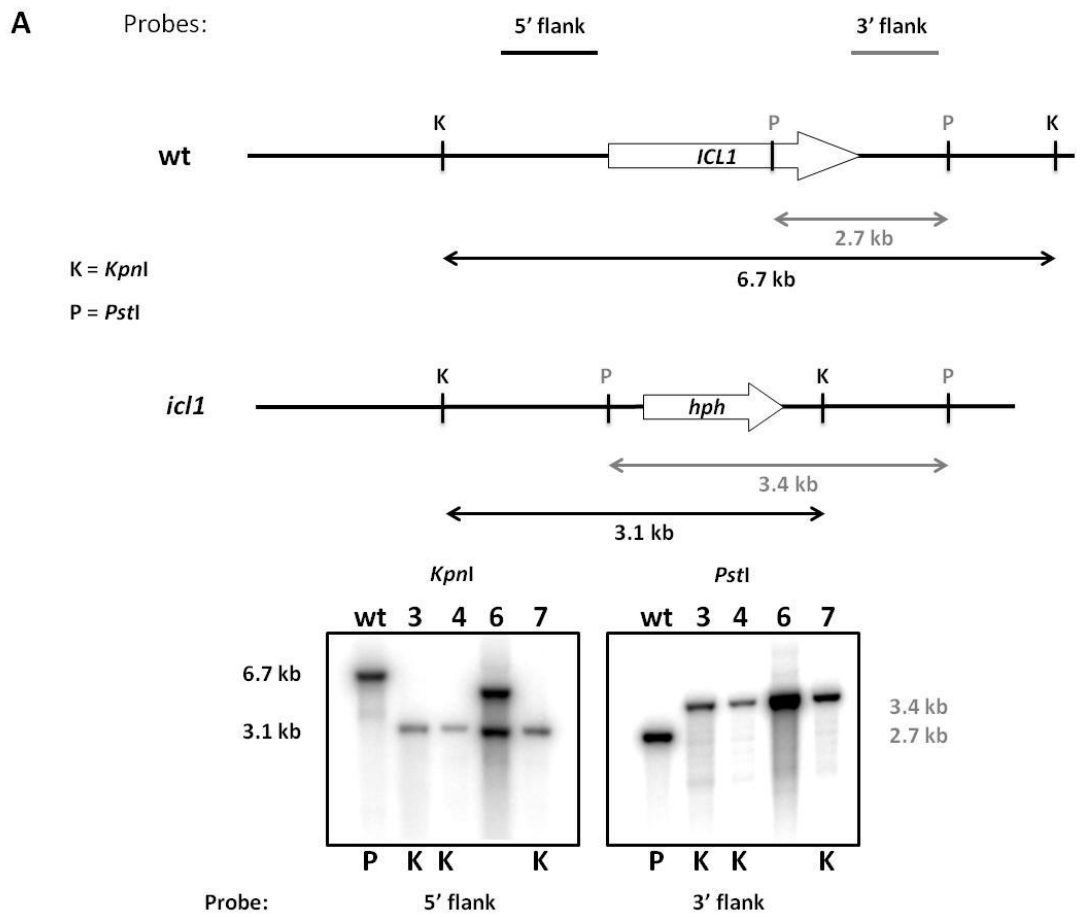 A
Probes:
5' flank
3' flank
K
P
P
K
wt
ICL1
2.7 kb
6.7 kb
K = KpnI
P = PstI
K
P
K
P
icl1
hph
3.4 kb
3.1 kb
KpnI
PstI
wt 3 4 6 7
wt 3 4 6 7
6.7 kb
3.1 kb
3.4 kb
2.7 kb
P K K K
P K K K
Probe:
5' flank
3' flank